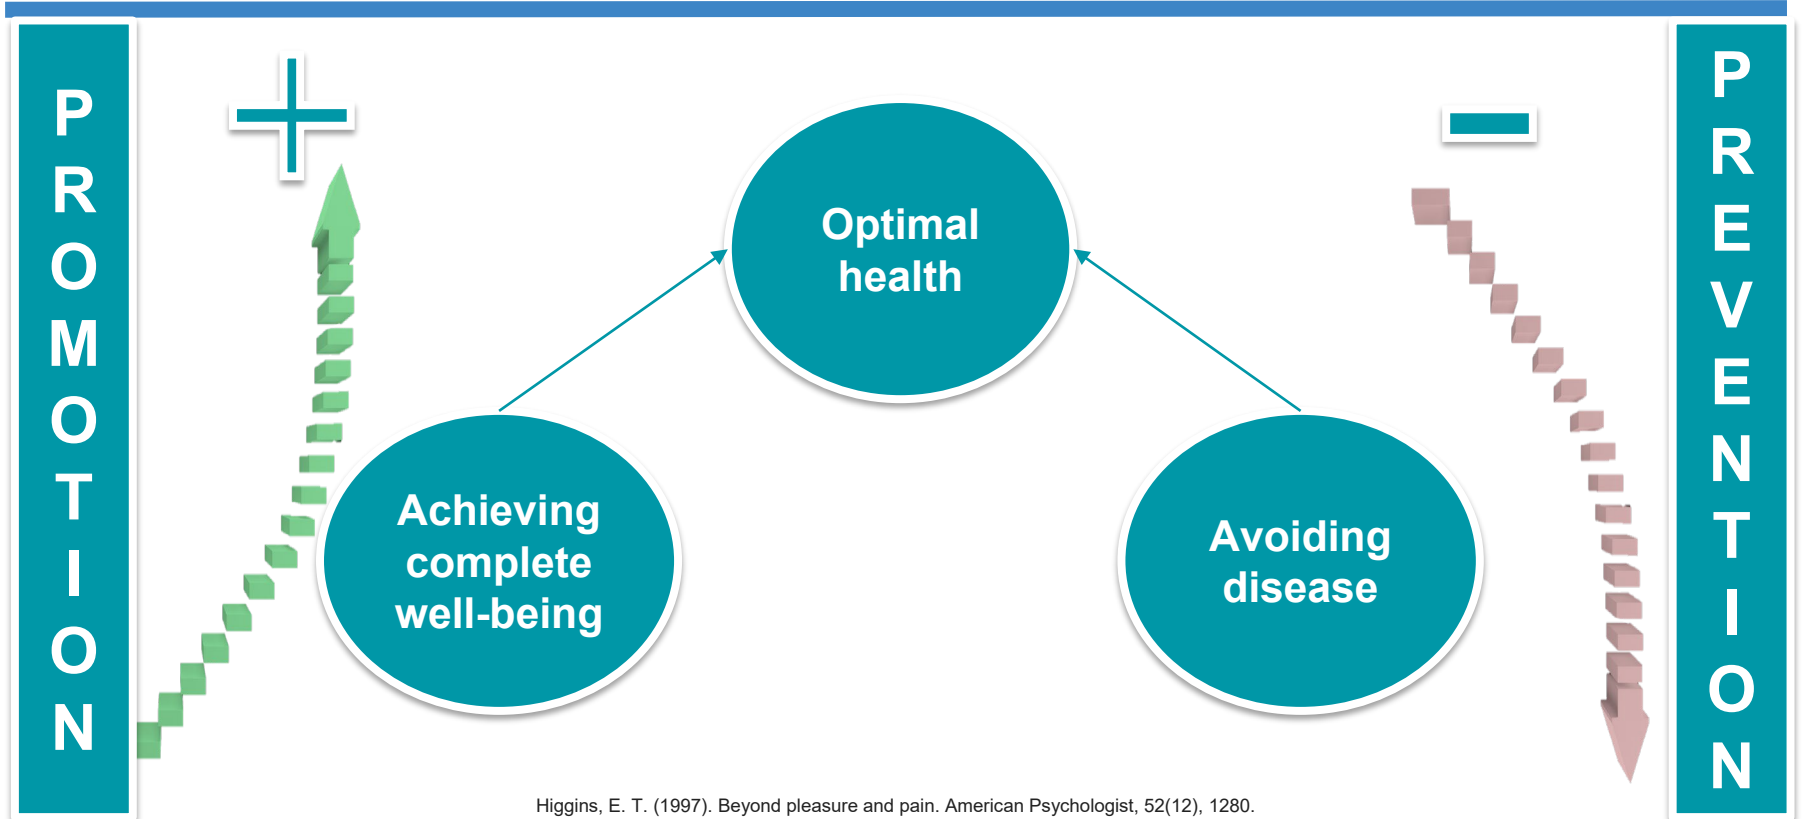 PROMOTION
+
Optimal
health
Achieving
complete
well-being
Avoiding
disease
-
PREVENTION
Higgins, E. T. (1997). Beyond pleasure and pain. American Psychologist, 52(12), 1280.